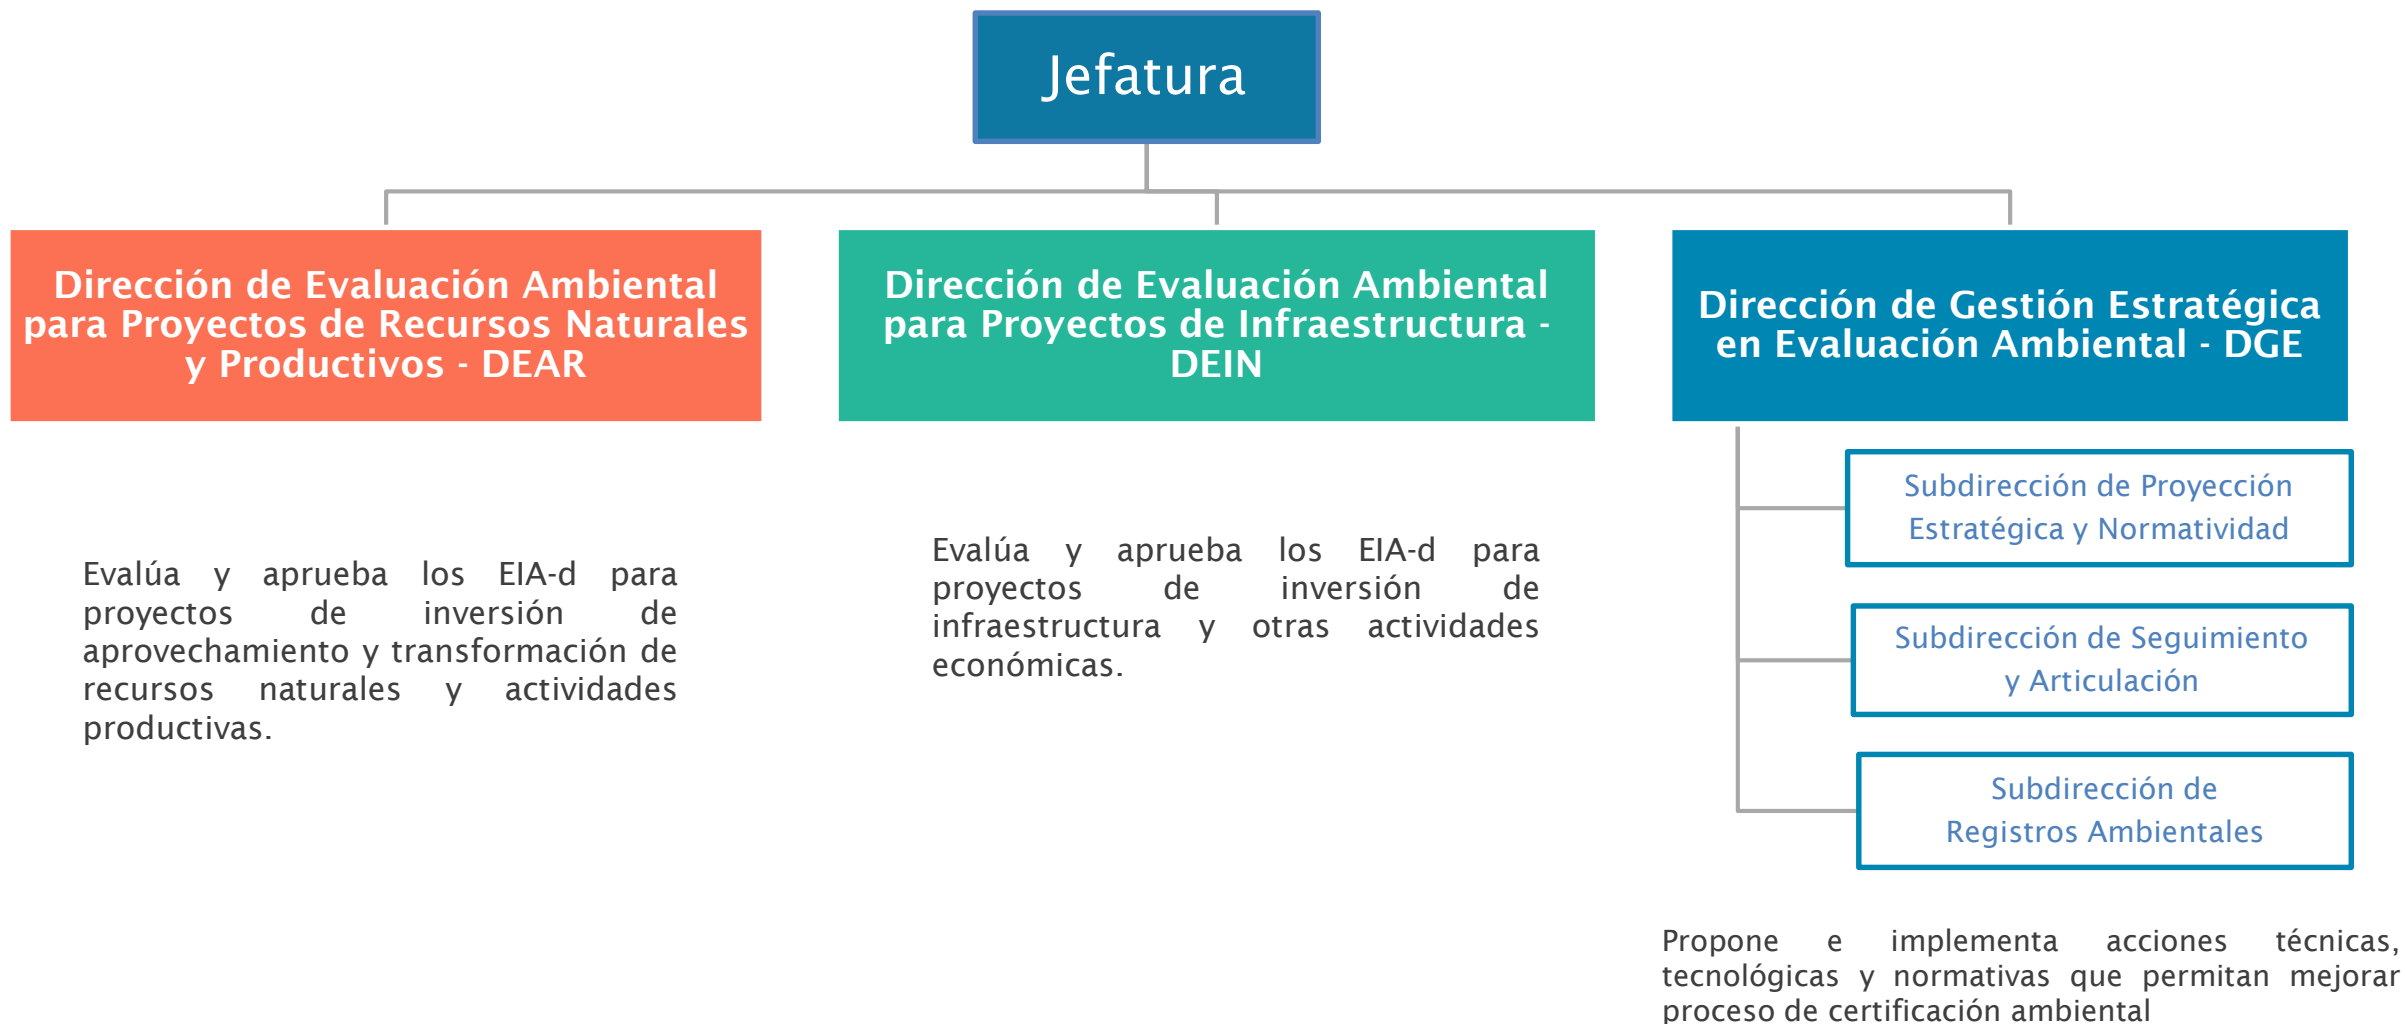 Jefatura
Dirección de Evaluación Ambiental
para Proyectos de Recursos Naturales
y Productivos - DEAR
Evalúa y aprueba los EIA-d para
proyectos de inversión de
aprovechamiento y transformación de
recursos naturales y actividades
productivas.
Dirección de Evaluación Ambiental
para Proyectos de Infraestructura -
DEIN
Evalúa y aprueba los EIA-d para
proyectos de inversión de
infraestructura y otras actividades
económicas.
Dirección de Gestión Estratégica
en Evaluación Ambiental - DGE
Subdirección de Proyección
Estratégica y Normatividad
Subdirección de Seguimiento
y Articulación
Subdirección de
Registros Ambientales
Propone e implementa acciones técnicas,
tecnológicas y normativas que permitan mejorar
proceso de certificación ambiental